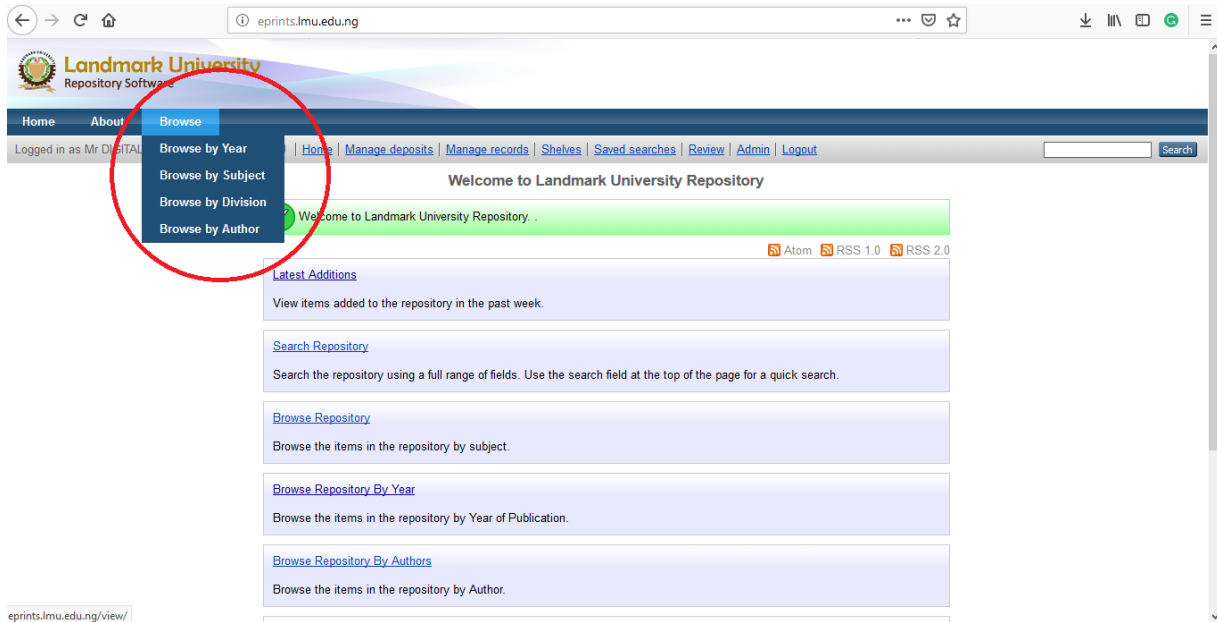 eprints.lmu.edu.ng
Landmark University
Repository Software
Home About Browse
Logged in as Mr DIGITAL | Home | Manage deposits | Manage records | Shelves | Saved searches | Review | Admin | Logout Search
Browse by Year
Browse by Subject
Browse by Division
Browse by Author
Welcome to Landmark University Repository
Welcome to Landmark University Repository. .
Atom RSS 1.0 RSS 2.0
Latest Additions
View items added to the repository in the past week.
Search Repository
Search the repository using a full range of fields. Use the search field at the top of the page for a quick search.
Browse Repository
Browse the items in the repository by subject.
Browse Repository By Year
Browse the items in the repository by Year of Publication.
Browse Repository By Authors
Browse the items in the repository by Author.
eprints.lmu.edu.ng/view/